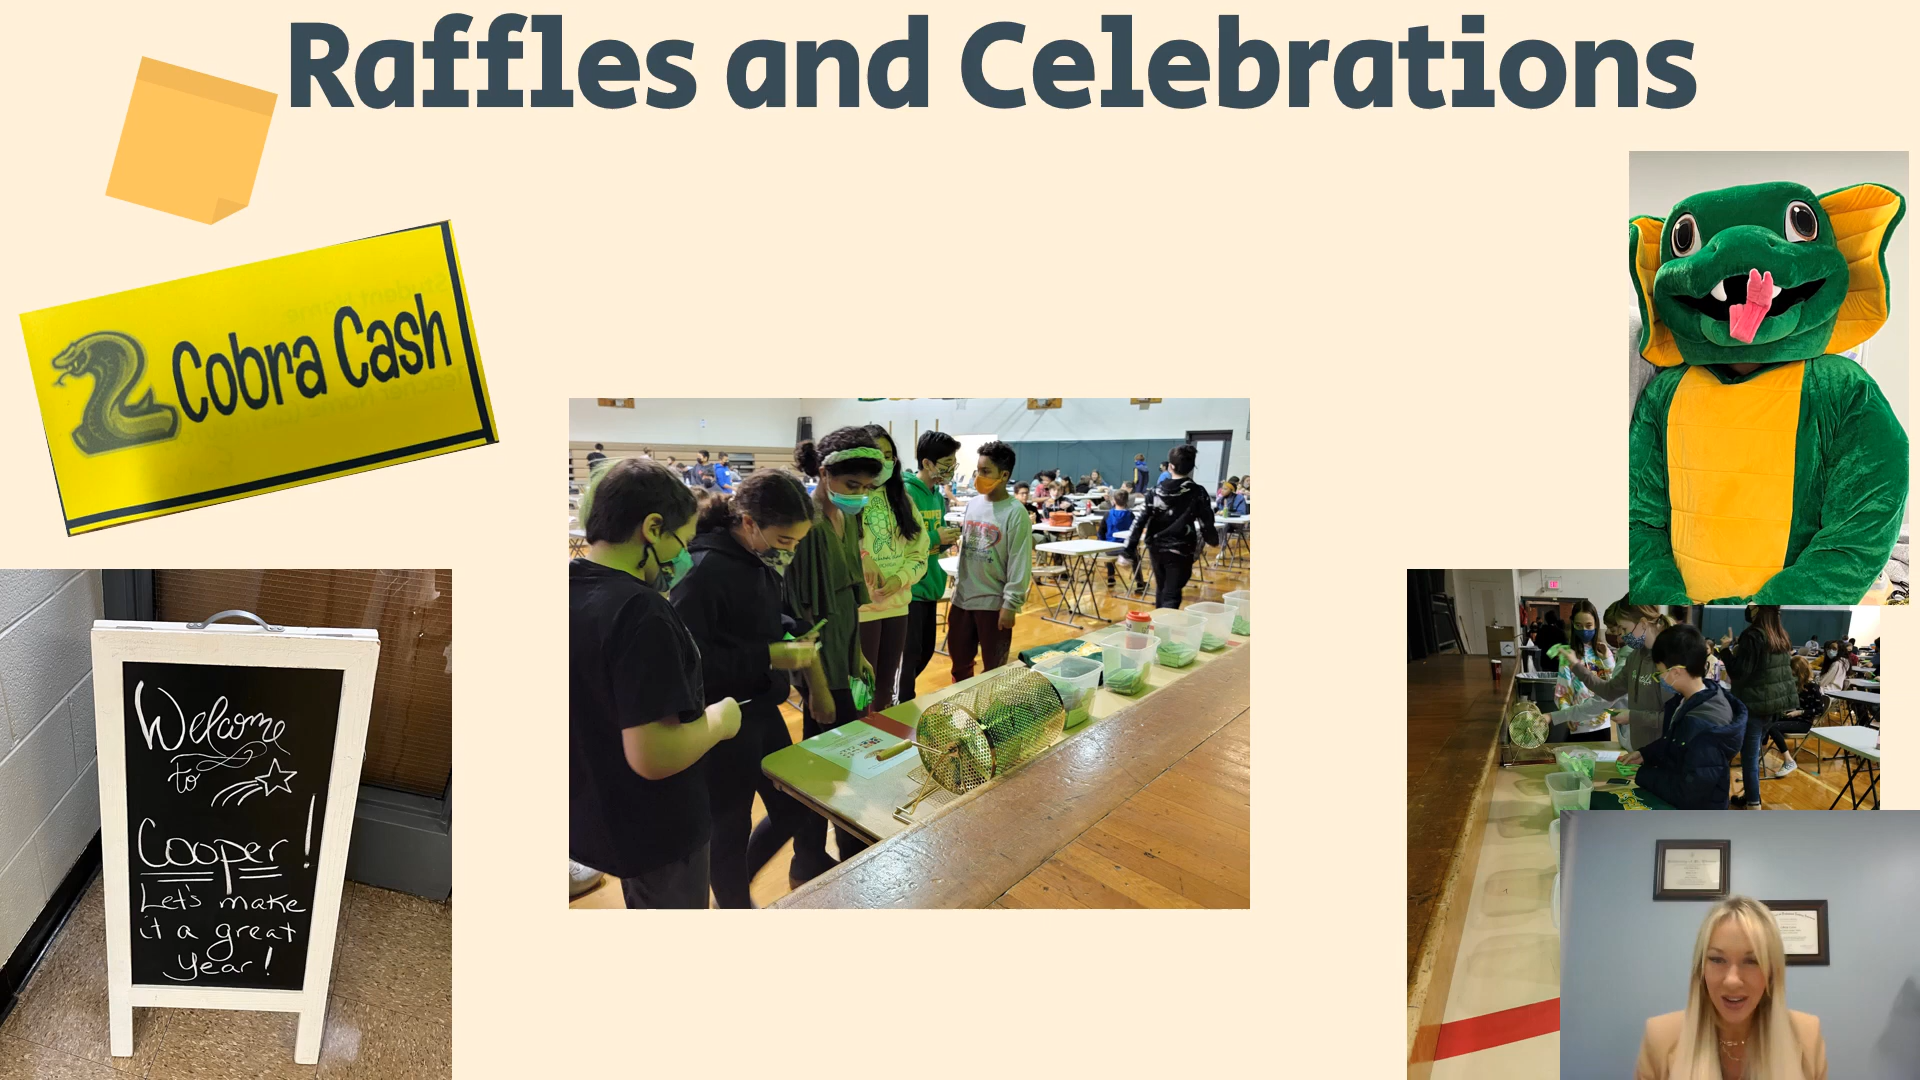 Raffles and Celebrations
Cobra Cash
Welcome
to
Cooper!
Let's make
it a great
year!